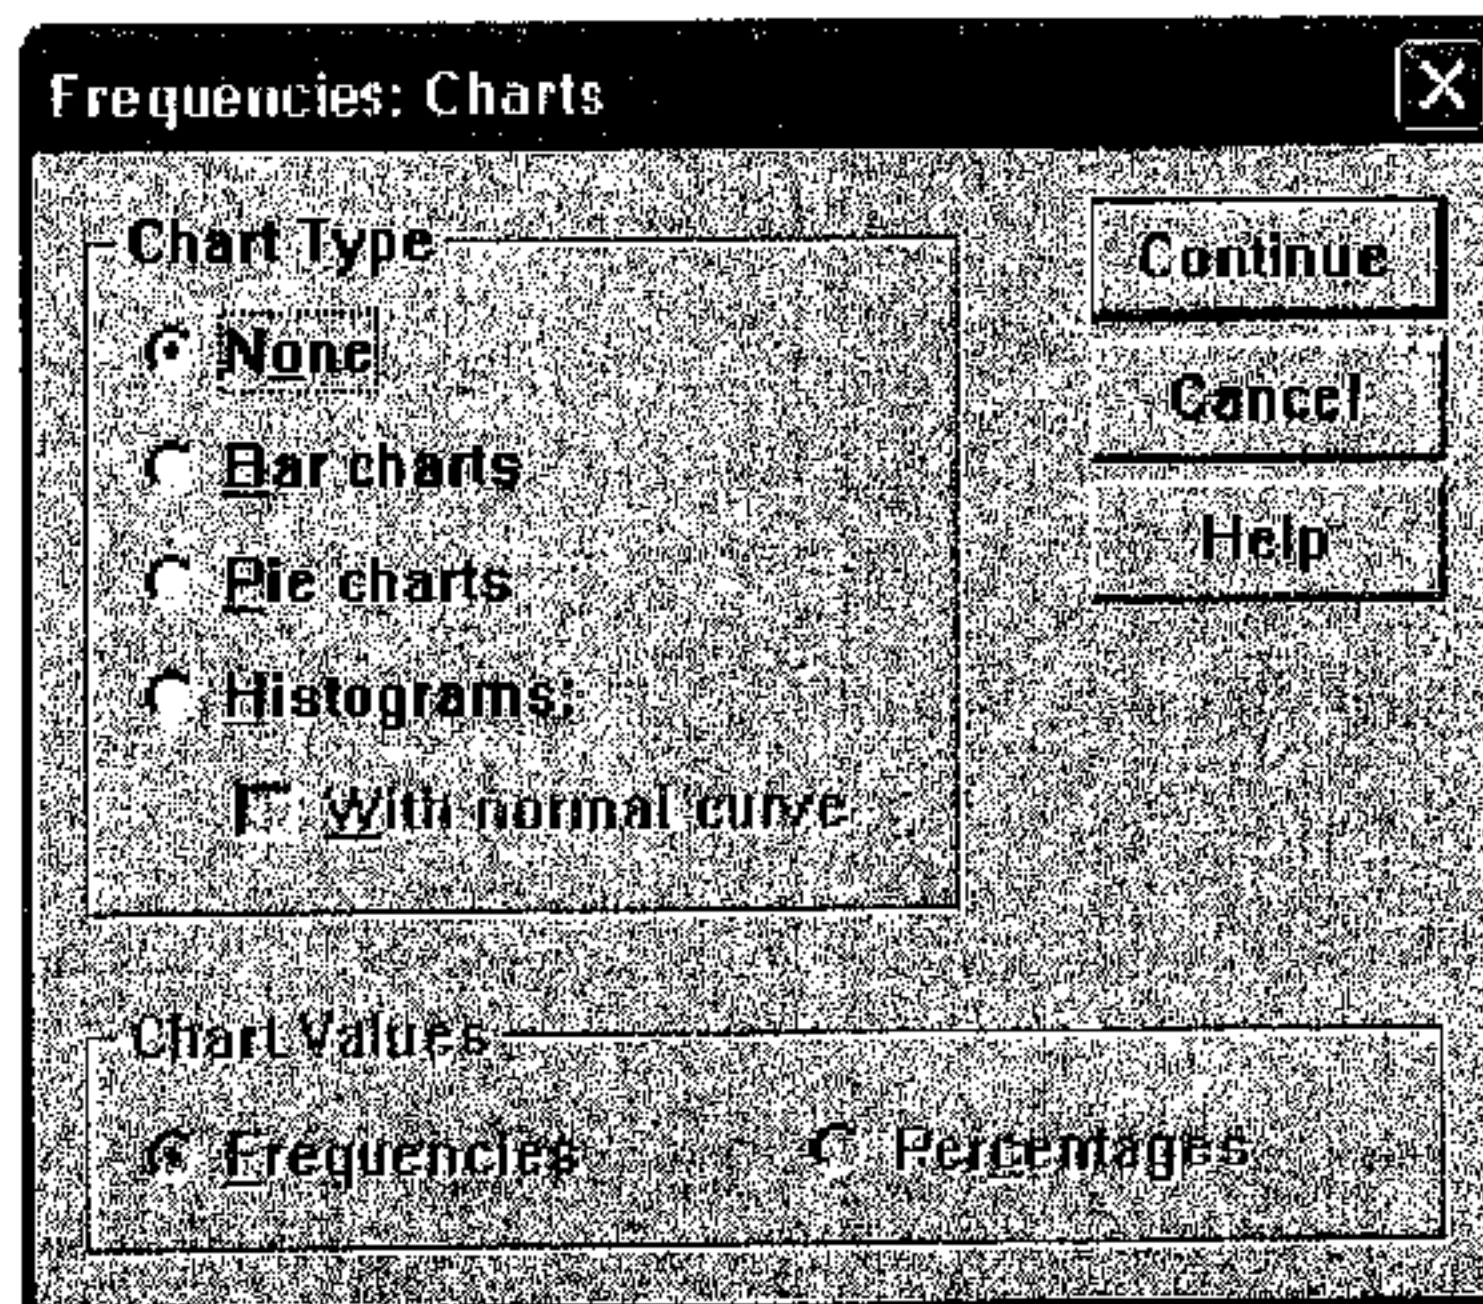 Frequencies: Charts
Chart Type
None
Bar charts
Pie charts
Histograms:
With normal curve
Continue
Cancel
Help
Chart Values
Frequencies
Percentages